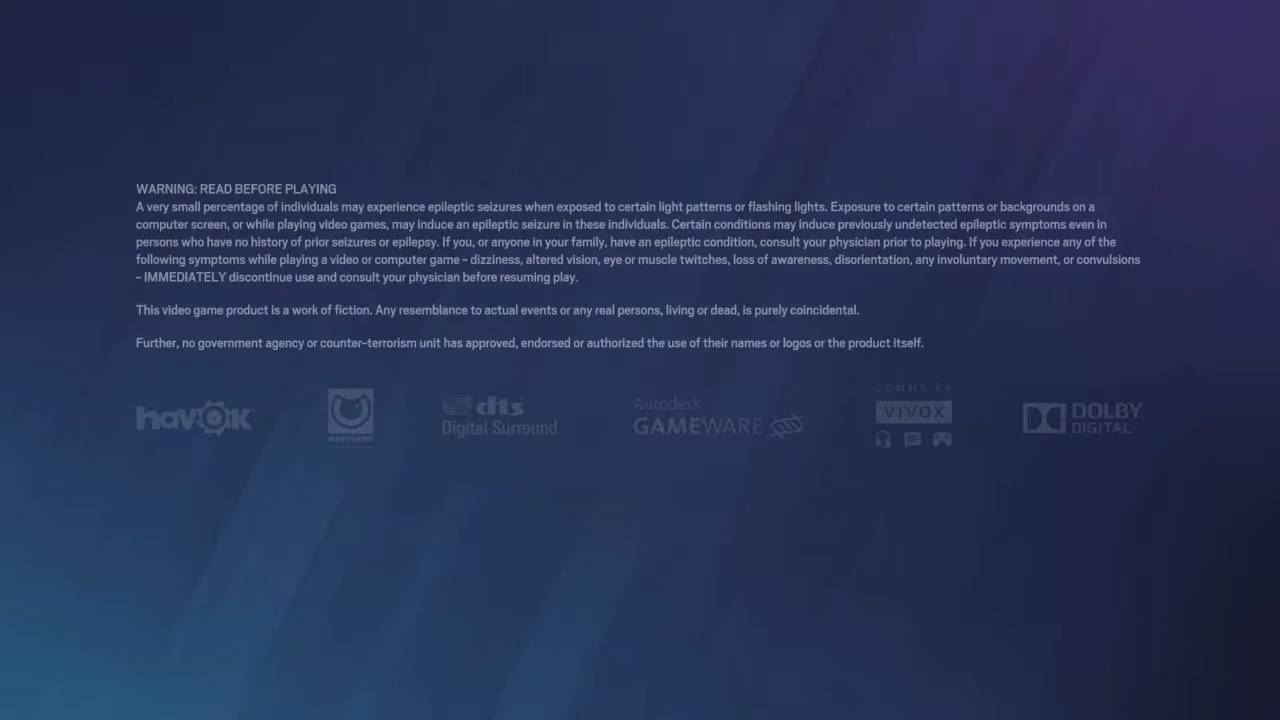 WARNING: READ BEFORE PLAYING
A very small percentage of individuals may experience epileptic seizures when exposed to certain light patterns or flashing lights. Exposure to certain patterns or backgrounds on a
computer screen, or while playing video games, may induce an epileptic seizure in these individuals. Certain conditions may induce previously undetected epileptic symptoms even in
persons who have no history of prior seizures or epilepsy. If you, or anyone in your family, have an epileptic condition, consult your physician prior to playing. If you experience any of the
following symptoms while playing a video or computer game - dizziness, altered vision, eye or muscle twitches, loss of awareness, disorientation, any involuntary movement, or convulsions
- IMMEDIATELY discontinue use and consult your physician before resuming play.
This video game product is a work of fiction. Any resemblance to actual events or any real persons, living or dead, is purely coincidental.
Further, no government agency or counter-terrorism unit has approved, endorsed or authorized the use of their names or logos or the product itself.
havok
dts
Digital Surround
Autodesk
GAMEWARE
COMMS BY
VIVOX
DOLBY
DIGITAL